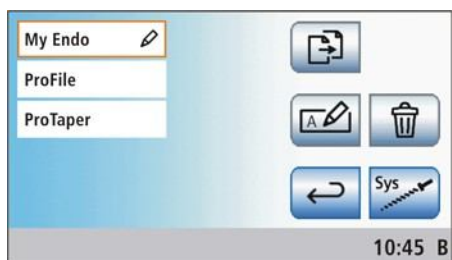 My Endo
ProFile
ProTaper
A
Sys
10:45 B